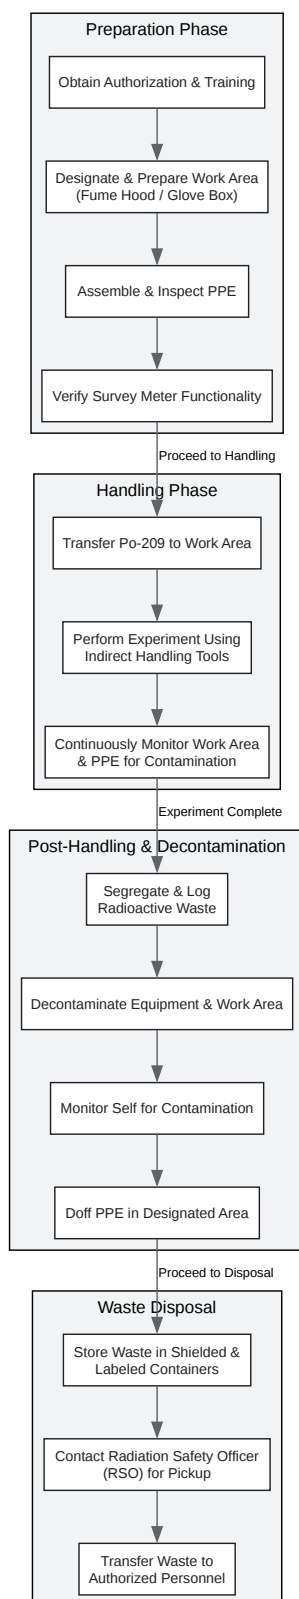 Preparation Phase
Obtain Authorization & Training
Designate & Prepare Work Area
(Fume Hood / Glove Box)
Assemble & Inspect PPE
Verify Survey Meter Functionality
Proceed to Handling
Handling Phase
Transfer Po-209 to Work Area
Perform Experiment Using
Indirect Handling Tools
Continuously Monitor Work Area
& PPE for Contamination
Experiment Complete
Post-Handling & Decontamination
Segregate & Log
Radioactive Waste
Decontaminate Equipment & Work Area
Monitor Self for Contamination
Doff PPE in Designated Area
Proceed to Disposal
Waste Disposal
Store Waste in Shielded &
Labeled Containers
Contact Radiation Safety Officer
(RSO) for Pickup
Transfer Waste to
Authorized Personnel